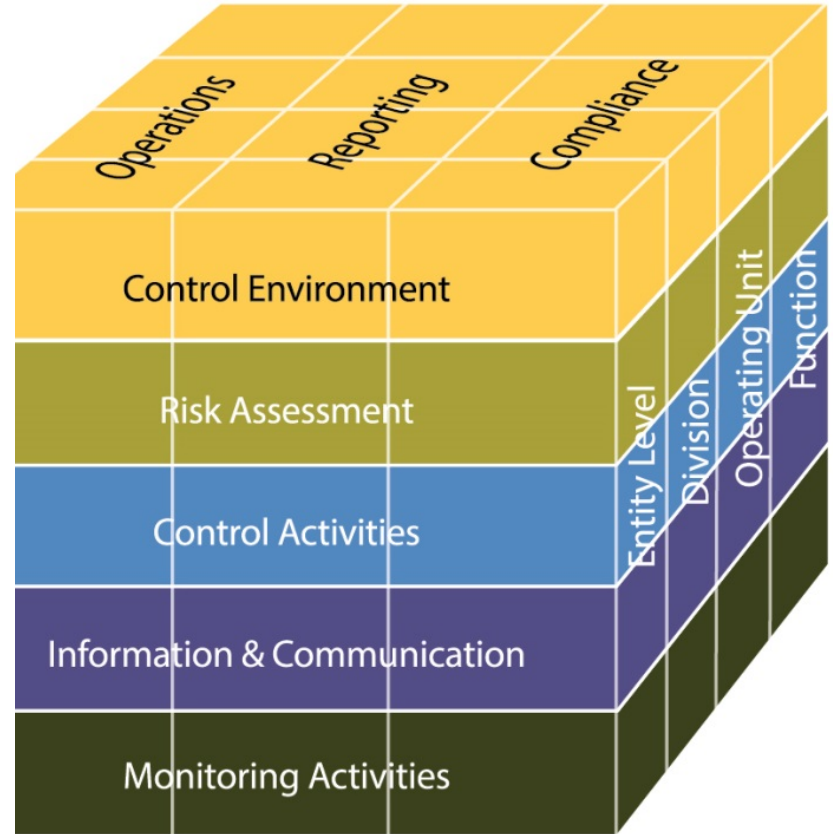 Operations
Reporting
Compliance
Control Environment
Risk Assessment
Control Activities
Information & Communication
Monitoring Activities
Entity Level
Division
Operating Unit
Function